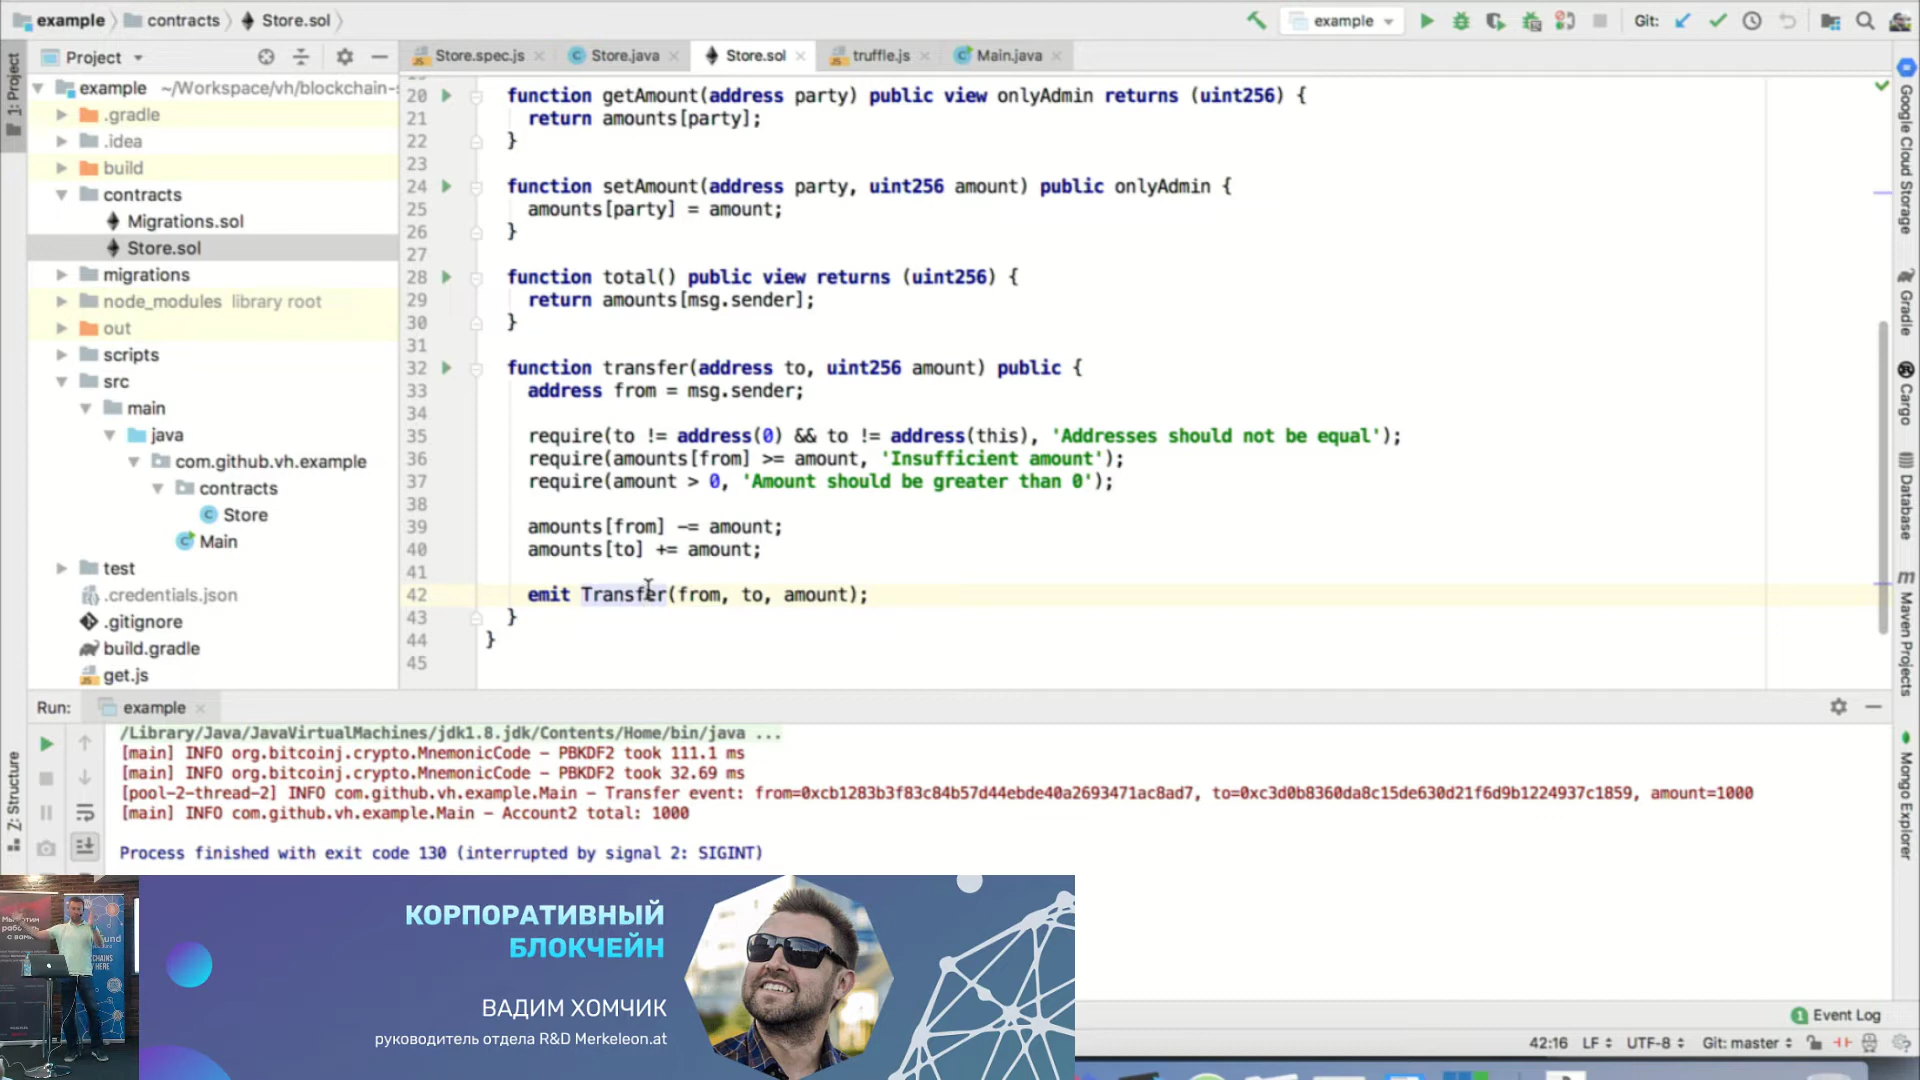 example
contracts
Store.sol
example
Git:
Project
Store.spec.js
Store.java
Store.sol
truffle.js
Main.java
1: Project
example ~/Workspace/vh/blockchain-
.gradle
.idea
build
contracts
Migrations.sol
Store.sol
migrations
node_modules library root
out
scripts
src
main
java
com.github.vh.example
contracts
Store
Main
test
.credentials.json
.gitignore
build.gradle
get.js
20 function getAmount(address party) public view onlyAdmin returns (uint256) {
21 return amounts[party];
22 }
23
24 function setAmount(address party, uint256 amount) public onlyAdmin {
25 amounts[party] = amount;
26 }
27
28 function total() public view returns (uint256) {
29 return amounts[msg.sender];
30 }
31
32 function transfer(address to, uint256 amount) public {
33 address from = msg.sender;
34
35 require(to != address(0) && to != address(this), 'Addresses should not be equal');
36 require(amounts[from] >= amount, 'Insufficient amount');
37 require(amount > 0, 'Amount should be greater than 0');
38
39 amounts[from] -= amount;
40 amounts[to] += amount;
41
42 emit Transfer(from, to, amount);
43 }
44 }
45
Google Cloud Storage
Gradle
Cargo
Database
Maven Projects
Mongo Explorer
Run: example
Z: Structure
/Library/Java/JavaVirtualMachines/jdk1.8.jdk/Contents/Home/bin/java ...
[main] INFO org.bitcoinj.crypto.MnemonicCode - PBKDF2 took 111.1 ms
[main] INFO org.bitcoinj.crypto.MnemonicCode - PBKDF2 took 32.69 ms
[pool-2-thread-2] INFO com.github.vh.example.Main - Transfer event: from=0xcb1283b3f83c84b57d44ebde40a2693471ac8ad7, to=0xc3d0b8360da8c15de630d21f6d9b1224937c1859, amount=1000
[main] INFO com.github.vh.example.Main - Account2 total: 1000
Process finished with exit code 130 (interrupted by signal 2: SIGINT)
КОРПОРАТИВНЫЙ
БЛОКЧЕЙН
ВАДИМ ХОМЧИК
руководитель отдела R&D Merkeleon.at
1 Event Log
42:16 LF UTF-8 Git: master